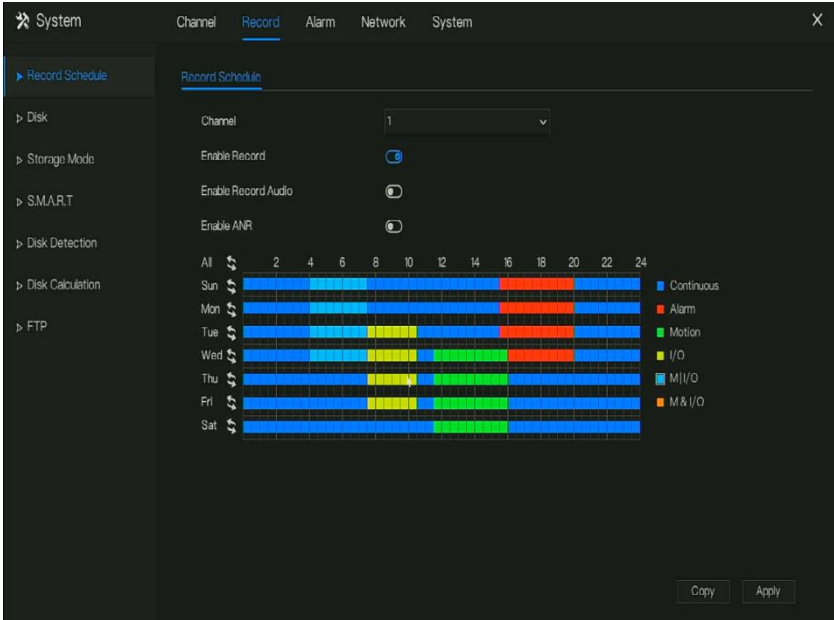 System Channel Record Alarm Network System X
Record Schedule
Disk
Storage Mode
S.M.A.R.T
Disk Detection
Disk Calculation
FTP
Record Schedule
Channel 1
Enable Record
Enable Record Audio
Enable ANR
All 2 4 6 8 10 12 14 16 18 20 22 24
Sun
Mon
Tue
Wed
Thu
Fri
Sat
Continuous
Alarm
Motion
I/O
M|I/O
M & I/O
Copy Apply